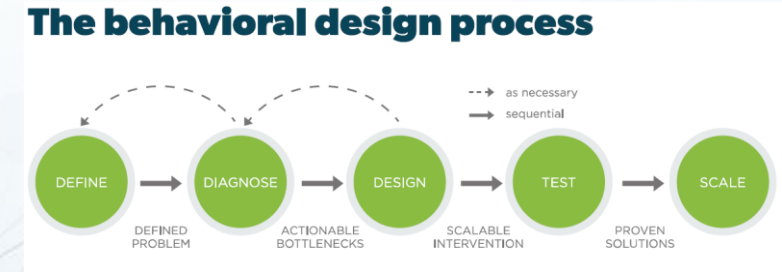 The behavioral design process
as necessary
sequential
DEFINE
DIAGNOSE
DESIGN
TEST
SCALE
DEFINED
PROBLEM
ACTIONABLE
BOTTLENECKS
SCALABLE
INTERVENTION
PROVEN
SOLUTIONS